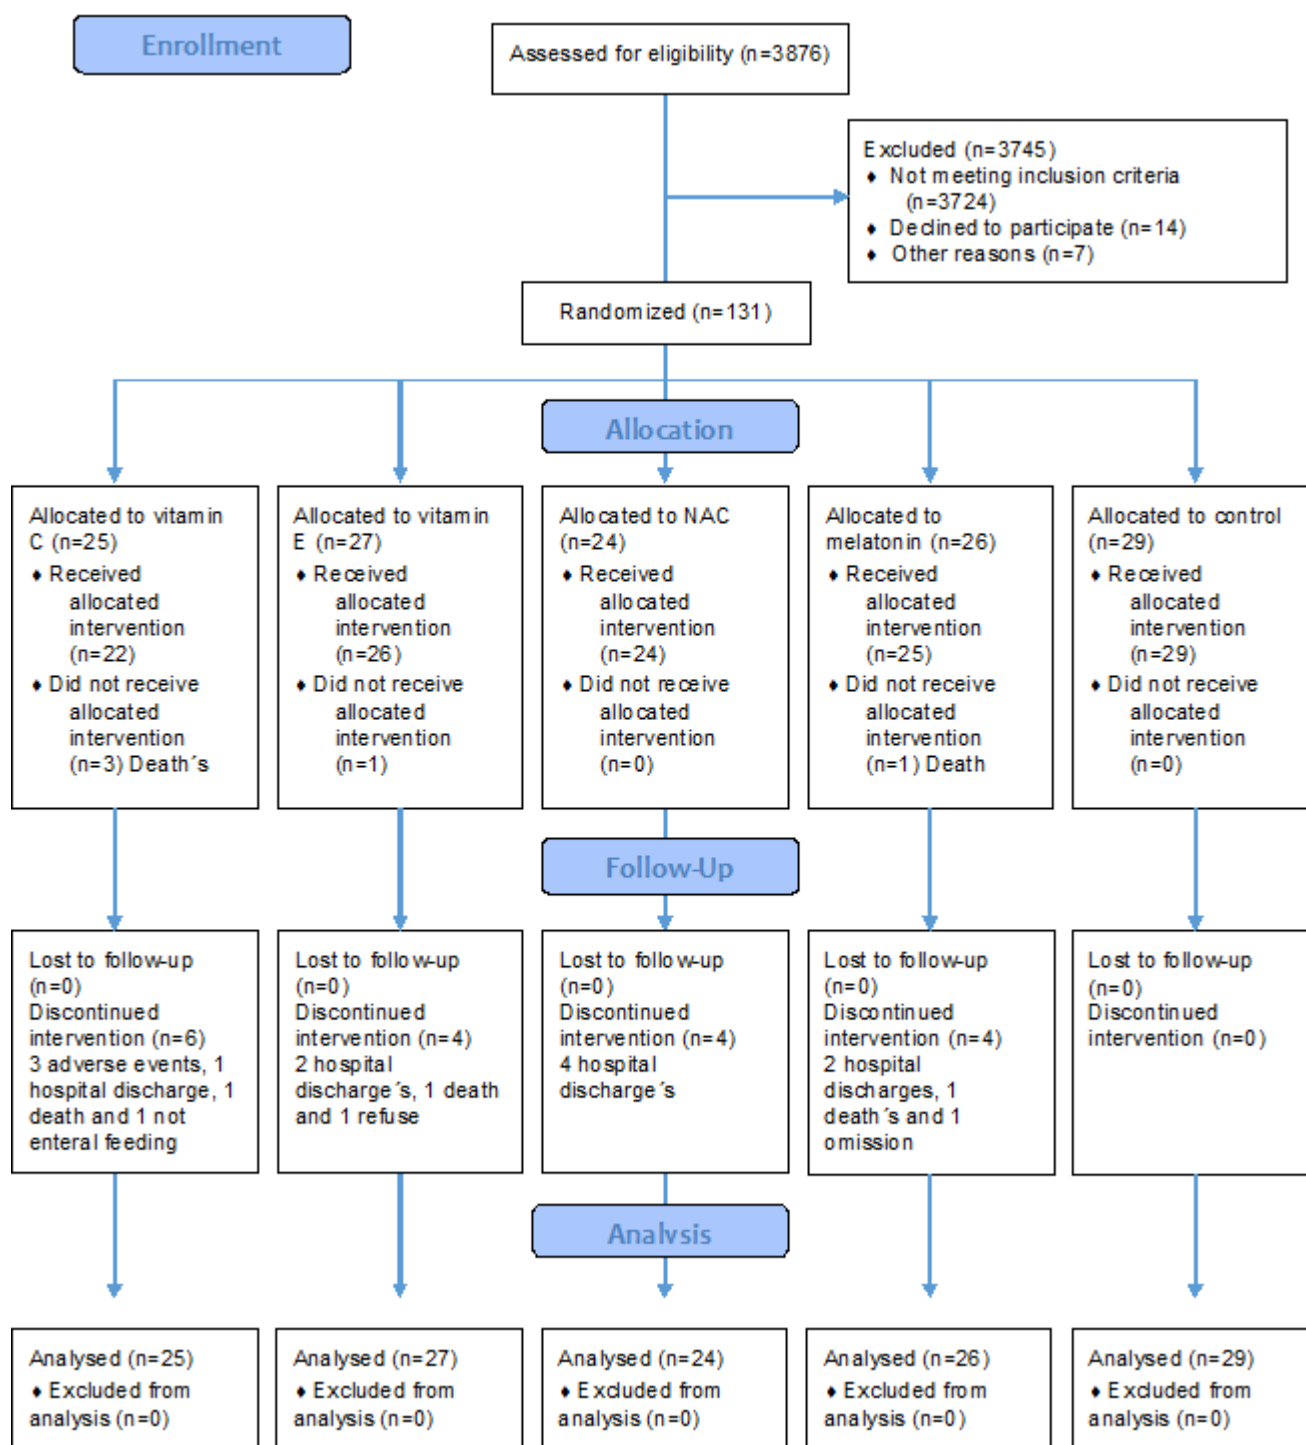 Enrollment
Assessed for eligibility (n=3876)
Excluded (n=3745)
♦ Not meeting inclusion criteria
(n=3724)
♦ Declined to participate (n=14)
♦ Other reasons (n=7)
Randomized (n=131)
Allocation
Allocated to vitamin
C (n=25)
♦ Received
allocated
intervention
(n=22)
♦ Did not receive
allocated
intervention
(n=3) Death´s
Allocated to vitamin
E (n=27)
♦ Received
allocated
intervention
(n=26)
♦ Did not receive
allocated
intervention
(n=1)
Allocated to NAC
(n=24)
♦ Received
allocated
intervention
(n=24)
♦ Did not receive
allocated
intervention
(n=0)
Allocated to
melatonin (n=26)
♦ Received
allocated
intervention
(n=25)
♦ Did not receive
allocated
intervention
(n=1) Death
Allocated to control
(n=29)
♦ Received
allocated
intervention
(n=29)
♦ Did not receive
allocated
intervention
(n=0)
Follow-Up
Lost to follow-up
(n=0)
Discontinued
intervention (n=6)
3 adverse events, 1
hospital discharge, 1
death and 1 not
enteral feeding
Lost to follow-up
(n=0)
Discontinued
intervention (n=4)
2 hospital
discharge´s, 1 death
and 1 refuse
Lost to follow-up
(n=0)
Discontinued
intervention (n=4)
4 hospital
discharge´s
Lost to follow-up
(n=0)
Discontinued
intervention (n=4)
2 hospital
discharges, 1
death´s and 1
omission
Lost to follow-up
(n=0)
Discontinued
intervention (n=0)
Analysis
Analysed (n=25)
♦ Excluded from
analysis (n=0)
Analysed (n=27)
♦ Excluded from
analysis (n=0)
Analysed (n=24)
♦ Excluded from
analysis (n=0)
Analysed (n=26)
♦ Excluded from
analysis (n=0)
Analysed (n=29)
♦ Excluded from
analysis (n=0)